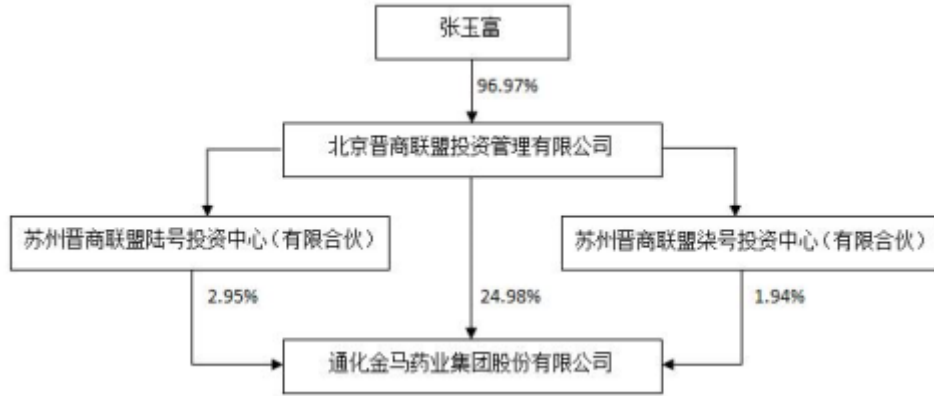 张玉富
96.97%
北京晋商联盟投资管理有限公司
苏州晋商联盟陆号投资中心（有限合伙）
苏州晋商联盟柒号投资中心（有限合伙）
2.95%
24.98%
1.94%
通化金马药业集团股份有限公司